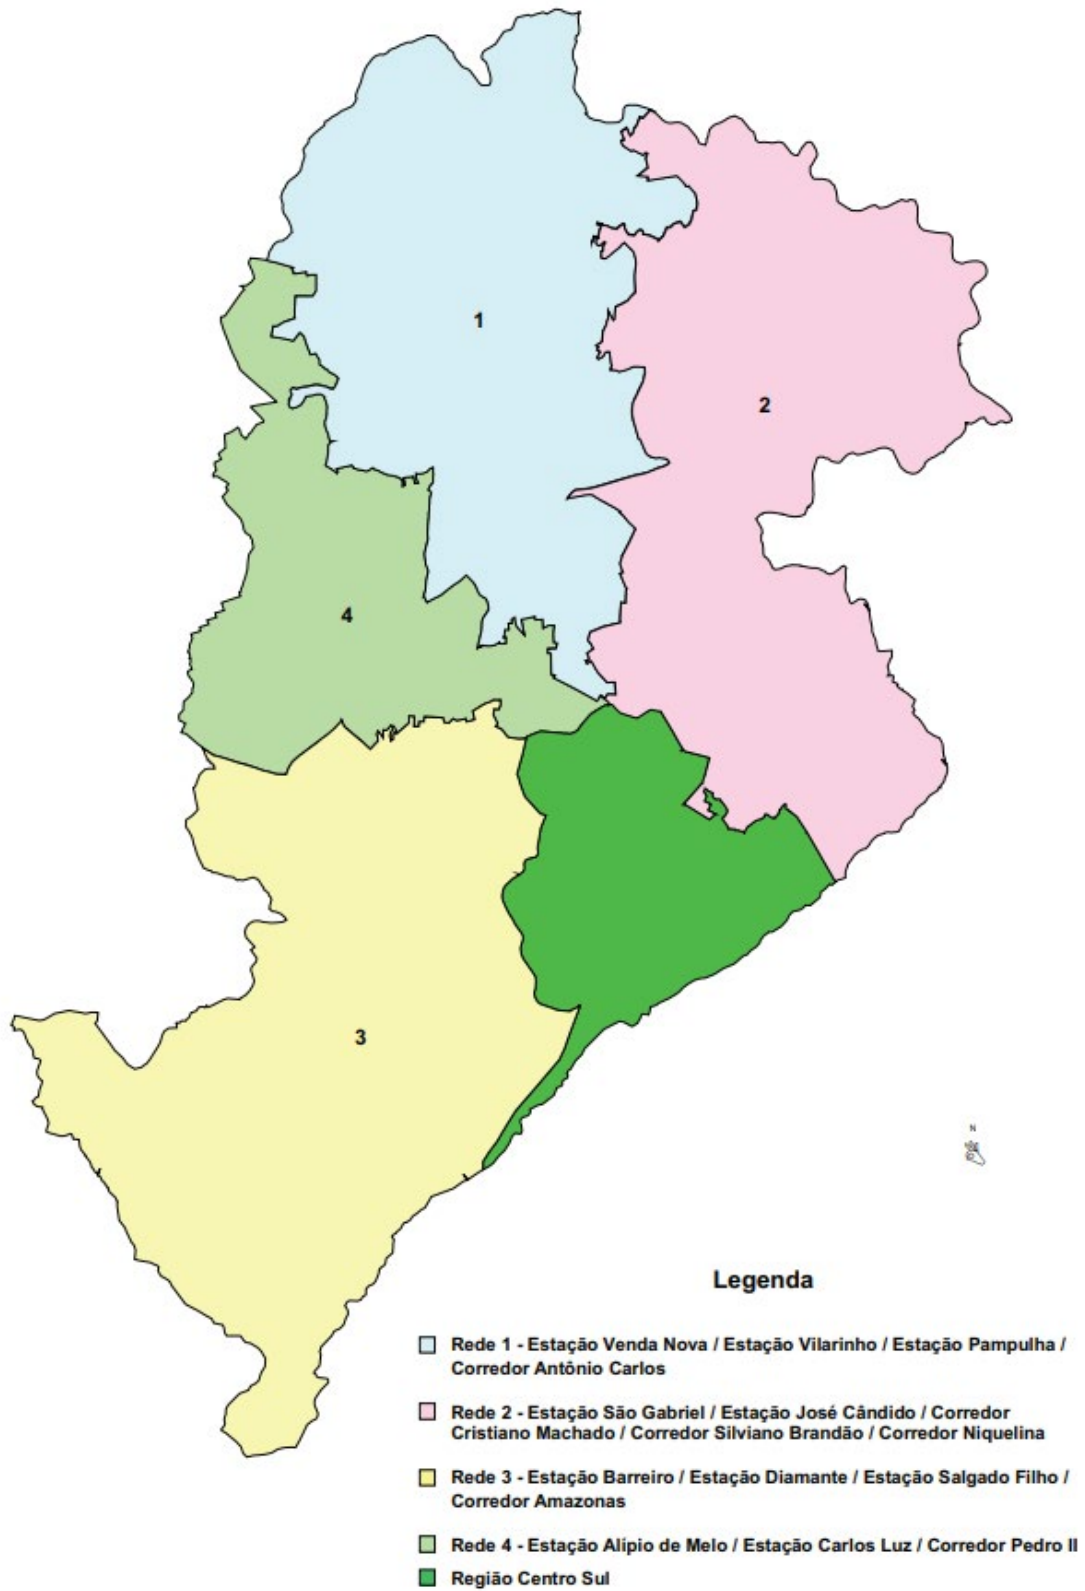 1
2
4
3
N
Legenda
Rede 1 - Estação Venda Nova / Estação Vilarinho / Estação Pampulha /
Corredor Antônio Carlos
Rede 2 - Estação São Gabriel / Estação José Cândido / Corredor
Cristiano Machado / Corredor Silviano Brandão / Corredor Niquelina
Rede 3 - Estação Barreiro / Estação Diamante / Estação Salgado Filho /
Corredor Amazonas
Rede 4 - Estação Alípio de Melo / Estação Carlos Luz / Corredor Pedro II
Região Centro Sul